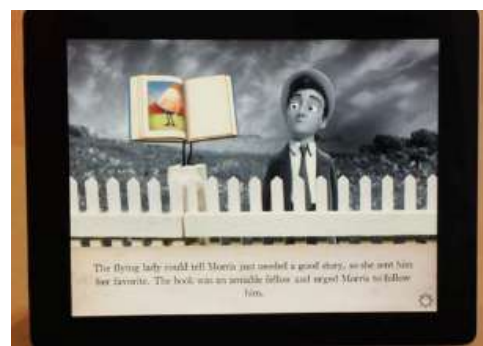 The flying lady could tell Morris just needed a good story, so she sent him
her favorite. The book was an amiable fellow and urged Morris to follow
him.